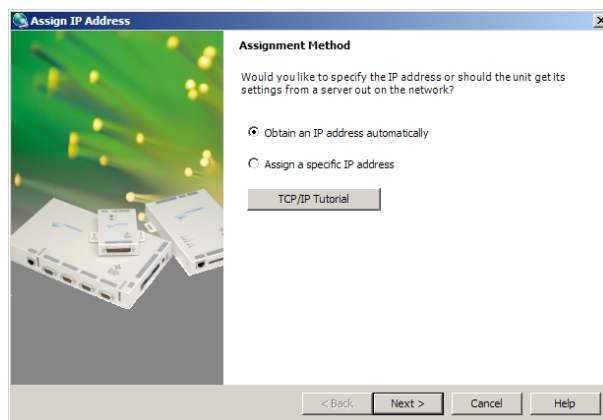 Assign IP Address
Assignment Method
Would you like to specify the IP address or should the unit get its
settings from a server out on the network?
Obtain an IP address automatically
Assign a specific IP address
TCP/IP Tutorial
< Back
Next >
Cancel
Help